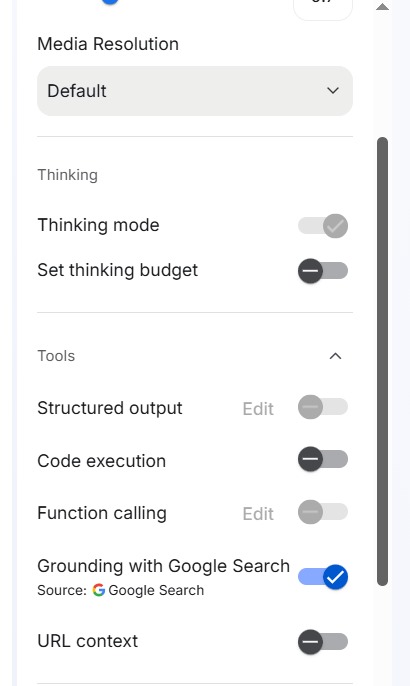 Media Resolution
Default
Thinking
Thinking mode
Set thinking budget
Tools
Structured output Edit
Code execution
Function calling Edit
Grounding with Google Search
Source: Google Search
URL context